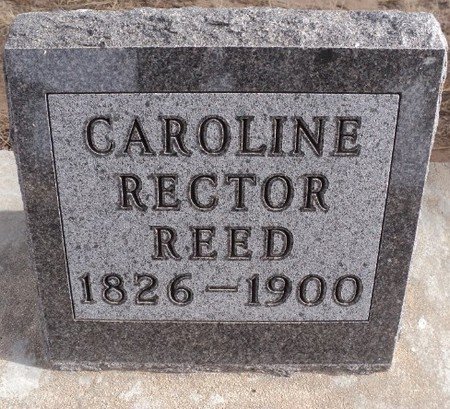 CAROLINE
RECTOR
REED
1826-1900